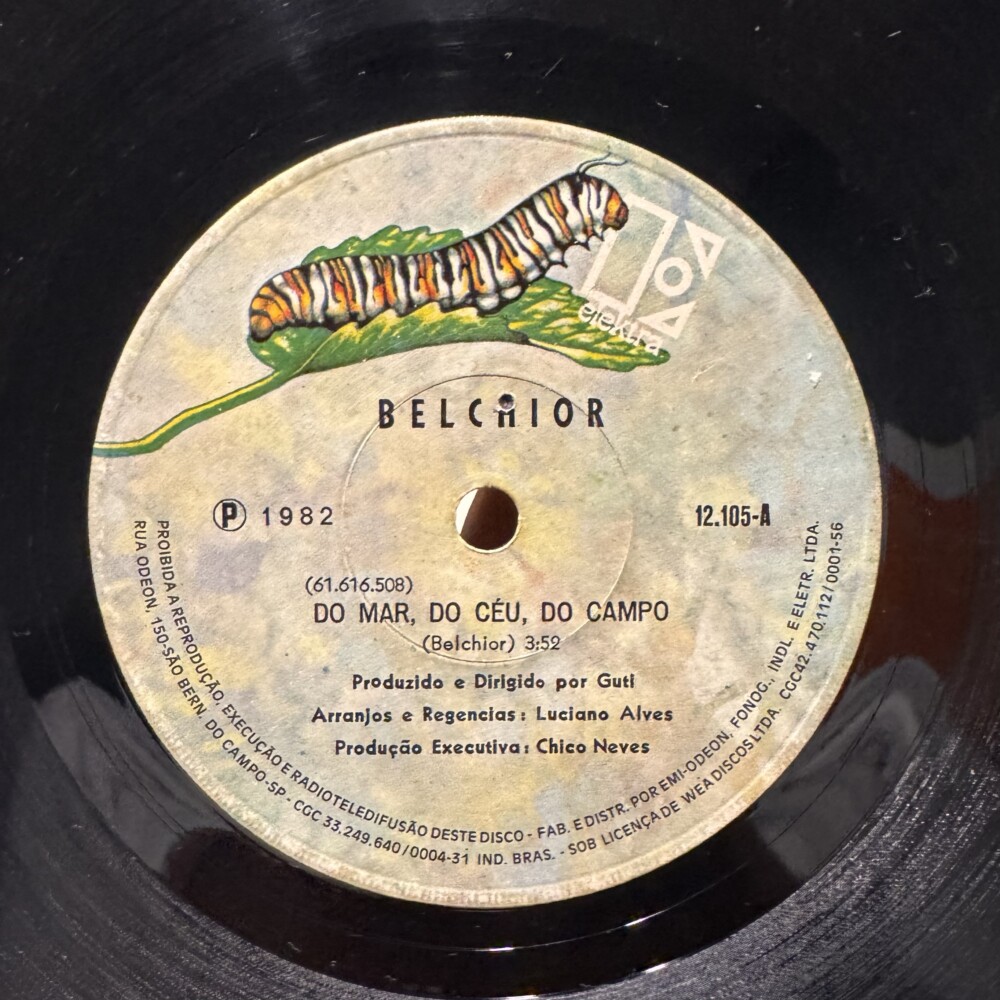 elektra
BELCHIOR
Ⓟ 1982
12.105-A
(61.616.508)
DO MAR, DO CÉU, DO CAMPO
(Belchior) 3:52
Produzido e Dirigido por Guti
Arranjos e Regencias: Luciano Alves
Produção Executiva: Chico Neves
PROIBIDA A REPRODUÇÃO, EXECUÇÃO E RADIOTELEDIFUSÃO DESTE DISCO - FAB. E DISTR. POR EMI-ODEON, FONOG., INDL. E ELETR. LTDA.
RUA ODEON, 150-SÃO BERN. DO CAMPO-SP - CGC 33.249.640/0004-31 IND. BRAS. - SOB LICENÇA DE WEA DISCOS LTDA. CGC42.470.112/0001-56